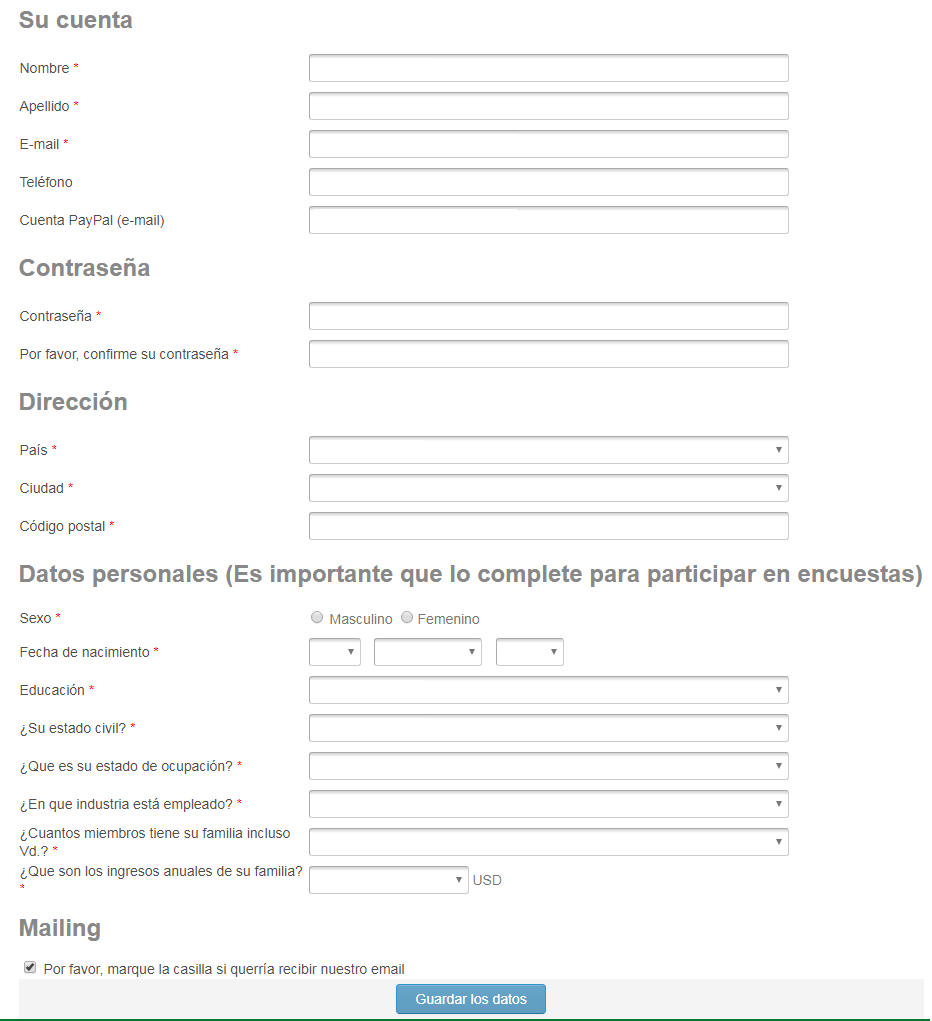 Su cuenta
Nombre *
Apellido *
E-mail *
Teléfono
Cuenta PayPal (e-mail)
Contraseña
Contraseña *
Por favor, confirme su contraseña *
Dirección
País *
Ciudad *
Código postal *
Datos personales (Es importante que lo complete para participar en encuestas)
Sexo * Masculino Femenino
Fecha de nacimiento *
Educación *
¿Su estado civil? *
¿Que es su estado de ocupación? *
¿En que industria está empleado? *
¿Cuantos miembros tiene su familia incluso
Vd.? *
¿Que son los ingresos anuales de su familia?
* USD
Mailing
Por favor, marque la casilla si querría recibir nuestro email
Guardar los datos